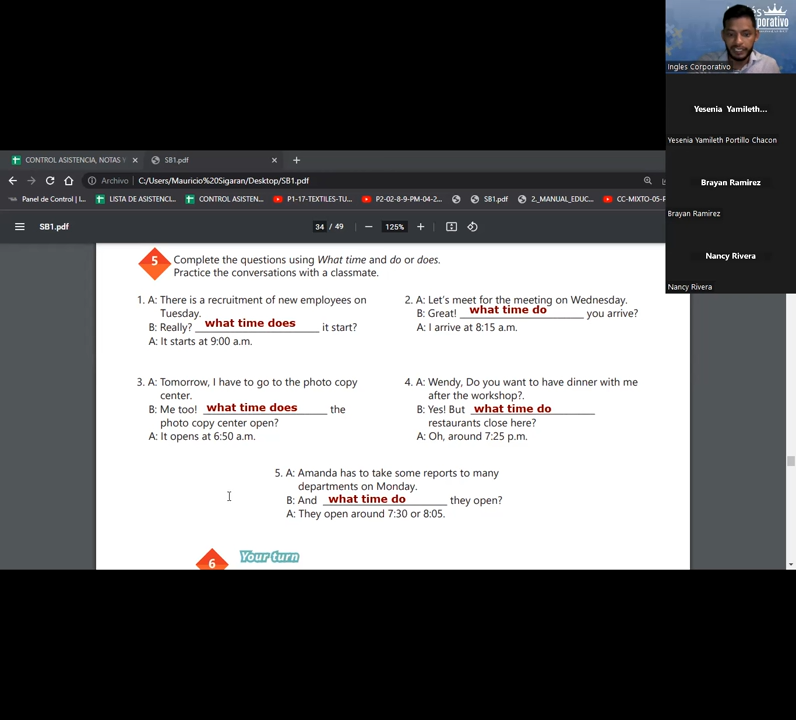 és
porativo
Ingles Corporativo
Yesenia Yamileth...
Yesenia Yamileth Portillo Chacon
Brayan Ramirez
Brayan Ramirez
Nancy Rivera
Nancy Rivera
CONTROL ASISTENCIA, NOTAS Y
SB1.pdf
Archivo C:/Users/Mauricio%20Sigaran/Desktop/SB1.pdf
Panel de Control | I...
LISTA DE ASISTENCI...
CONTROL ASISTEN...
P1-17-TEXTILES-TU...
P2-02-8-9-PM-04-2...
SB1.pdf
2._MANUAL_EDUC...
CC-MIXTO-05-F
SB1.pdf
34 / 49
125%
5 Complete the questions using What time and do or does.
Practice the conversations with a classmate.
1. A: There is a recruitment of new employees on
Tuesday.
B: Really? what time does it start?
A: It starts at 9:00 a.m.
2. A: Let's meet for the meeting on Wednesday.
B: Great! what time do you arrive?
A: I arrive at 8:15 a.m.
3. A: Tomorrow, I have to go to the photo copy
center.
B: Me too! what time does the
photo copy center open?
A: It opens at 6:50 a.m.
4. A: Wendy, Do you want to have dinner with me
after the workshop?.
B: Yes! But what time do
restaurants close here?
A: Oh, around 7:25 p.m.
5. A: Amanda has to take some reports to many
departments on Monday.
B: And what time do they open?
A: They open around 7:30 or 8:05.
6 Your turn